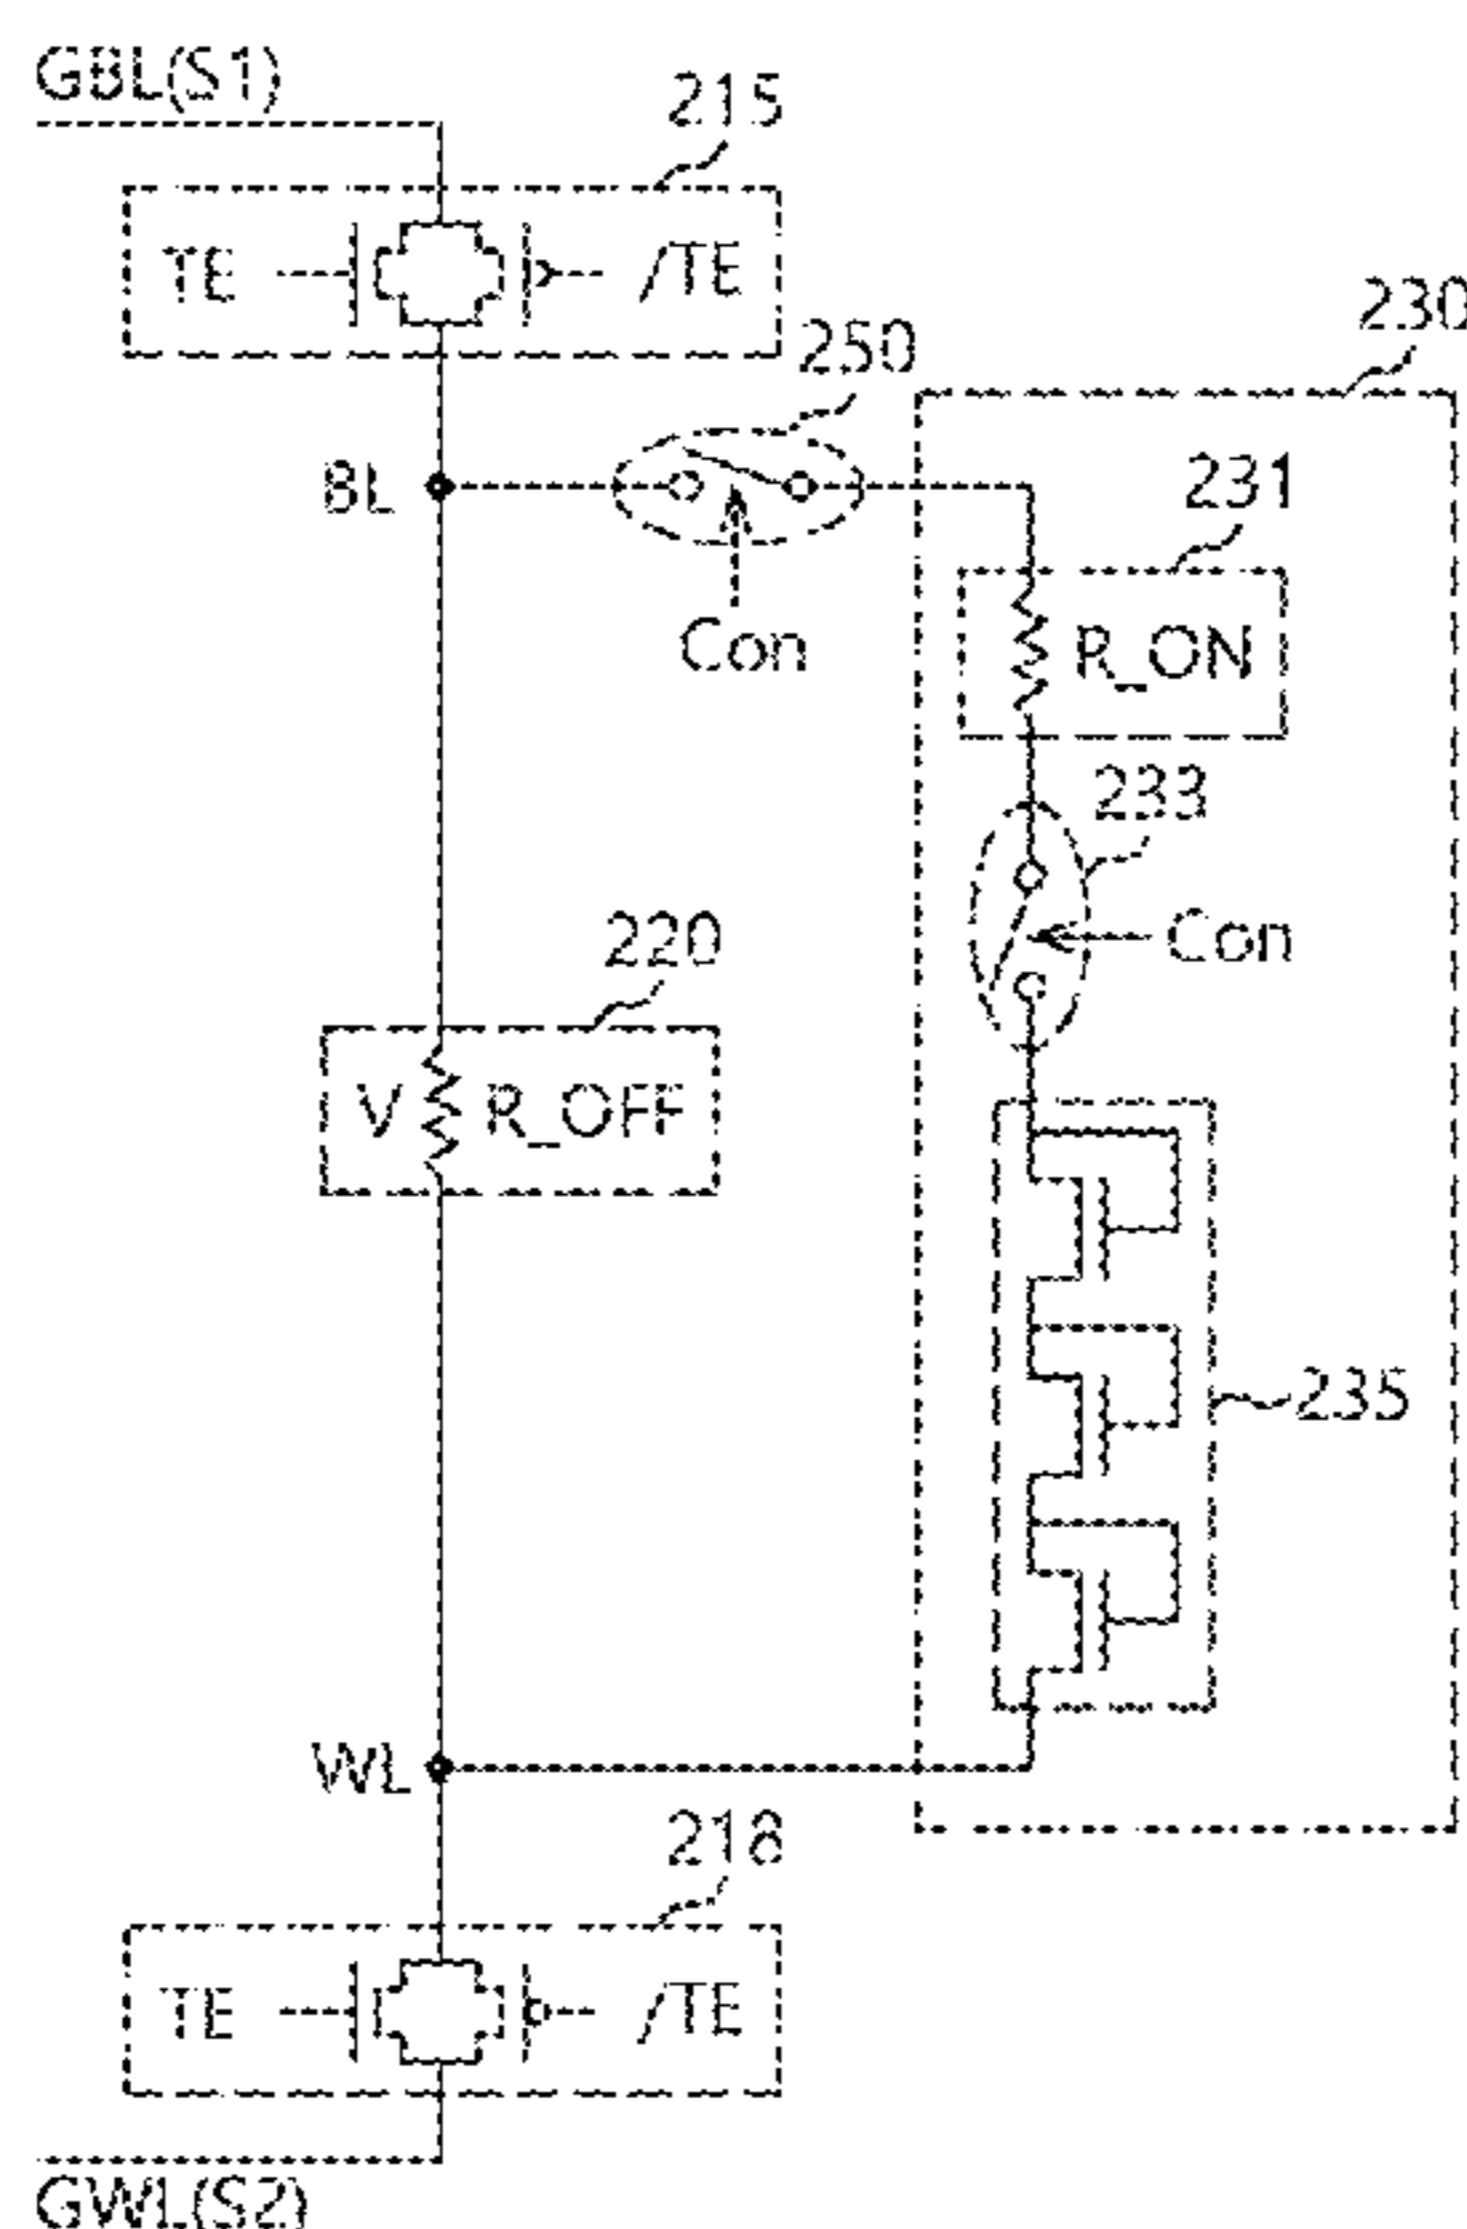 GBL(S1)
215
TE
/TE
250
230
BL
231
Con
R_ON
233
Con
220
V
R_OFF
235
WL
218
TE
/TE
GWL(S2)